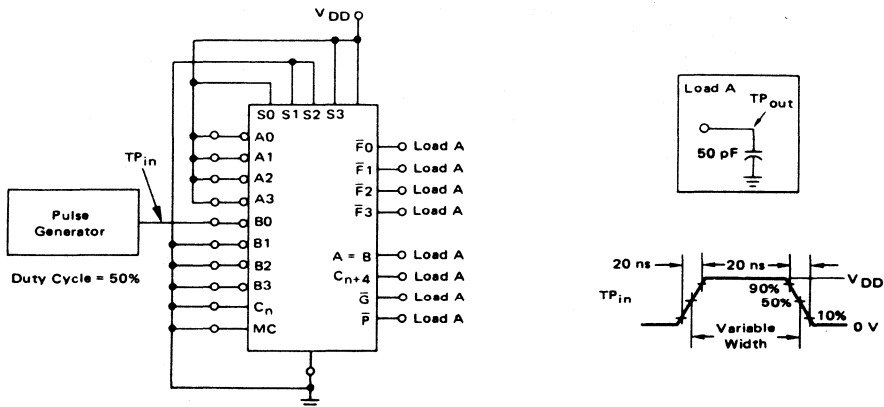 V DD
S0 S1 S2 S3
A0
A1
A2
A3
B0
B1
B2
B3
Cn
MC
F̅0 Load A
F̅1 Load A
F̅2 Load A
F̅3 Load A
A = B Load A
Cn+4 Load A
G̅ Load A
P̅ Load A
TPin
Pulse
Generator
Duty Cycle = 50%
Load A
TPout
50 pF
20 ns 20 ns
VDD
90%
TPin 50%
10%
0 V
Variable
Width